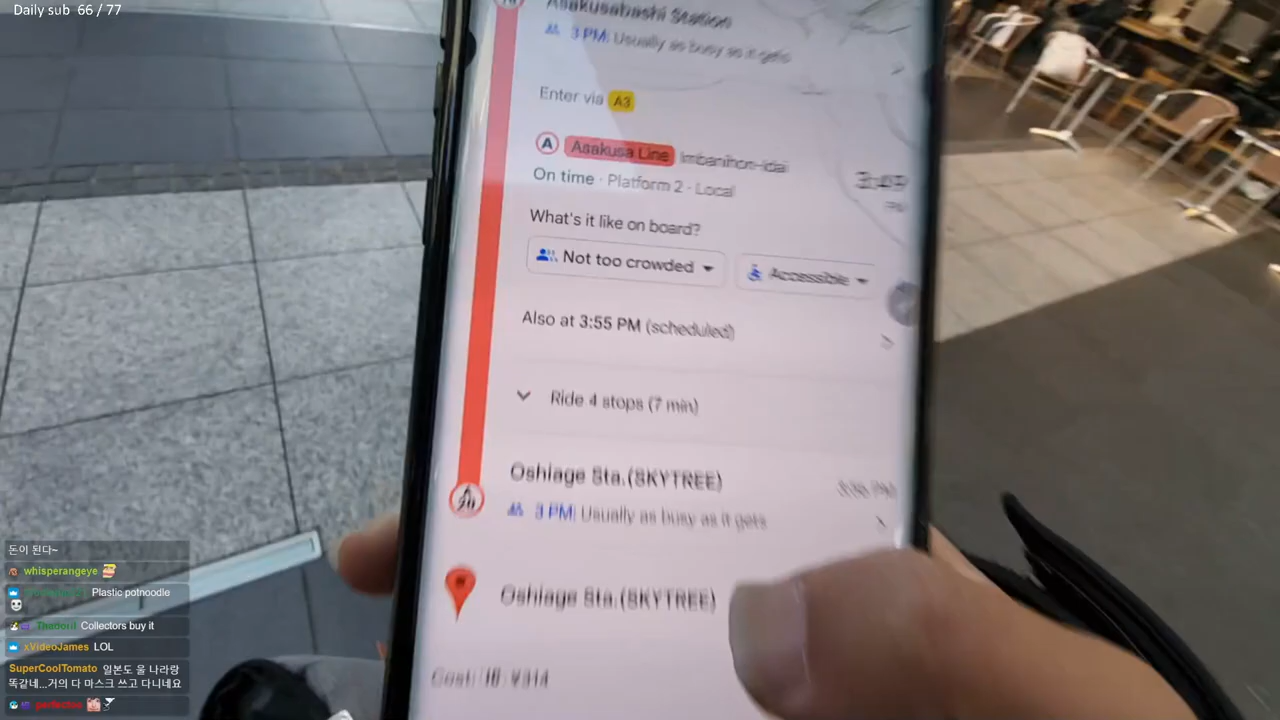 Daily sub 66 / 77
Asakusabashi Station
3 PM: Usually as busy as it gets
Enter via A3
A Asakusa Line Imbanihon-idai
On time · Platform 2 · Local
What's it like on board?
Not too crowded
Accessible
Also at 3:55 PM (scheduled)
Ride 4 stops (7 min)
Oshiage Sta.(SKYTREE)
A 20
3 PM: Usually as busy as it gets
Oshiage Sta.(SKYTREE)
돈이 된다~
whisperangeye
Plastic potnoodle
Collectors buy it
xVideoJames LOL
SuperCoolTomato 일본도 울 나라랑
똑같네...거의 다 마스크 쓰고 다니네요